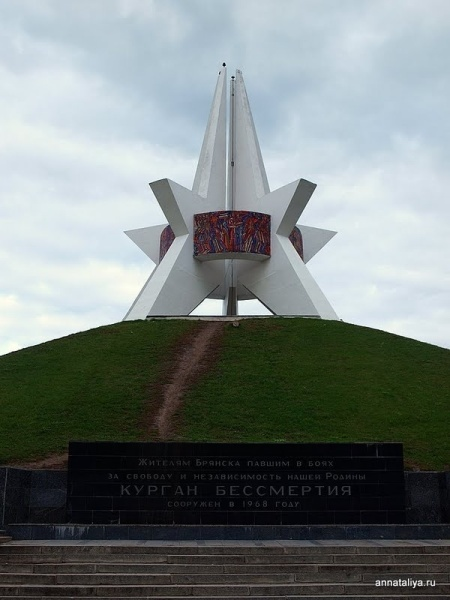 Жителям Брянска павшим в боях
за свободу и независимость нашей Родины
КУРГАН БЕССМЕРТИЯ
сооружен в 1968 году
annataliya.ru